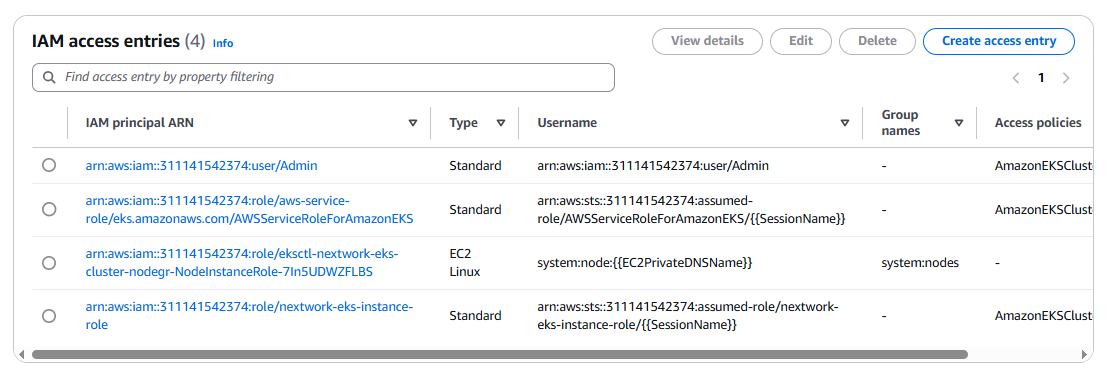 IAM access entries (4) Info
View details
Edit
Delete
Create access entry
Find access entry by property filtering
1
IAM principal ARN
Type
Username
Group
names
Access policies
arn:aws:iam::311141542374:user/Admin
Standard
arn:aws:iam::311141542374:user/Admin
-
AmazonEKSCluste
arn:aws:iam::311141542374:role/aws-service-
role/eks.amazonaws.com/AWSServiceRoleForAmazonEKS
Standard
arn:aws:sts::311141542374:assumed-
role/AWSServiceRoleForAmazonEKS/{{SessionName}}
-
AmazonEKSCluste
arn:aws:iam::311141542374:role/eksctl-nextwork-eks-
cluster-nodegr-NodeInstanceRole-7In5UDWZFLBS
EC2
Linux
system:node:{{EC2PrivateDNSName}}
system:nodes
-
arn:aws:iam::311141542374:role/nextwork-eks-instance-
role
Standard
arn:aws:sts::311141542374:assumed-role/nextwork-
eks-instance-role/{{SessionName}}
-
AmazonEKSCluste